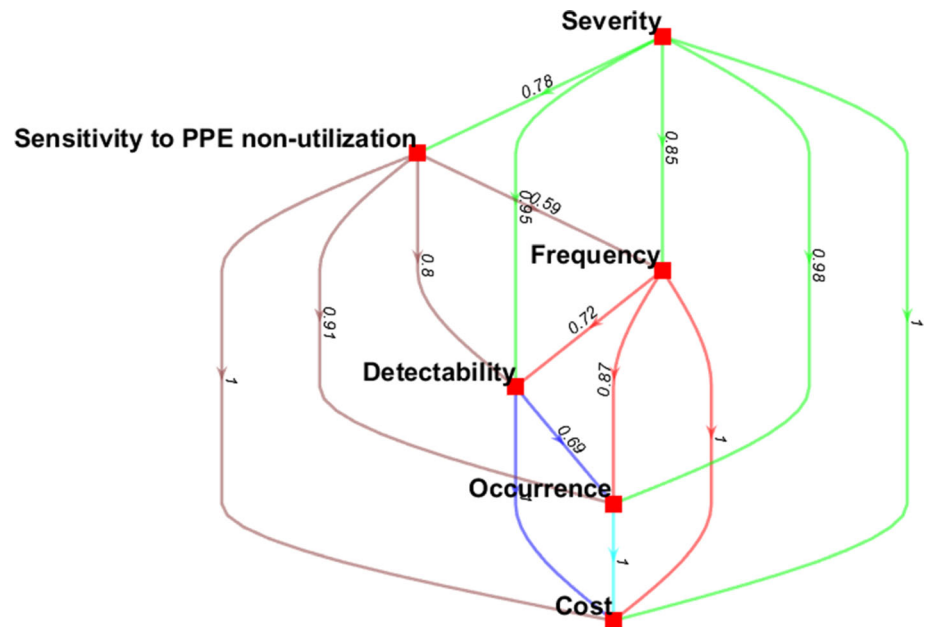 Severity
0.78
Sensitivity to PPE non-utilization
0.85
0.95
0.59
Frequency
0.8
0.98
0.72
0.91
1
Detectability
1
0.87
0.69
1
Occurrence
1
1
Cost